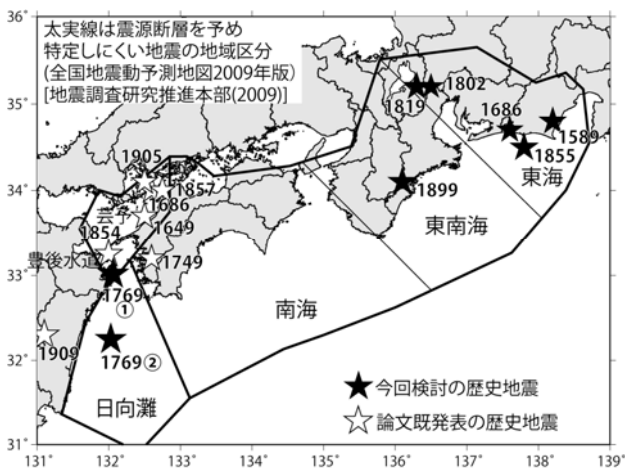 36°
35°
34°
33°
32°
31°
太実線は震源断層を予め
特定しにくい地震の地域区分
(全国地震動予測地図2009年版)
[地震調査研究推進本部(2009)]
1802
1819
1686
1589
1855
東海
1905
1857
1686
芸予
1649
1854
豊後水道
1749
1899
東南海
1769
①
南海
1769②
1909
日向灘
★今回検討の歴史地震
☆論文既発表の歴史地震
131° 132° 133° 134° 135° 136° 137° 138° 139°